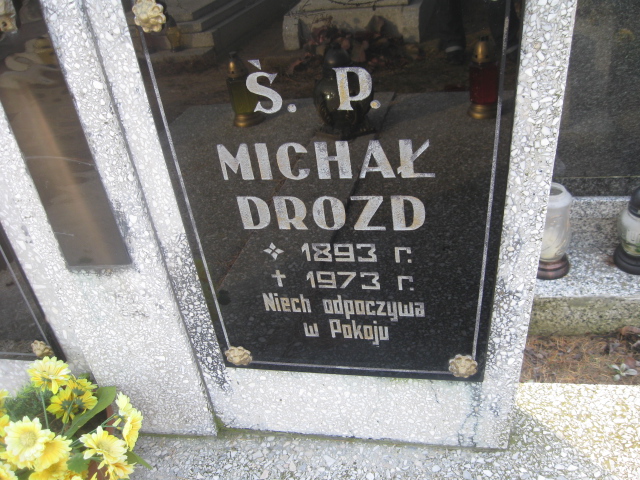 Ś. P.
MICHAŁ
DROZD
✧ 1893 r.
✝ 1973 r.
Niech odpoczywa
w Pokoju